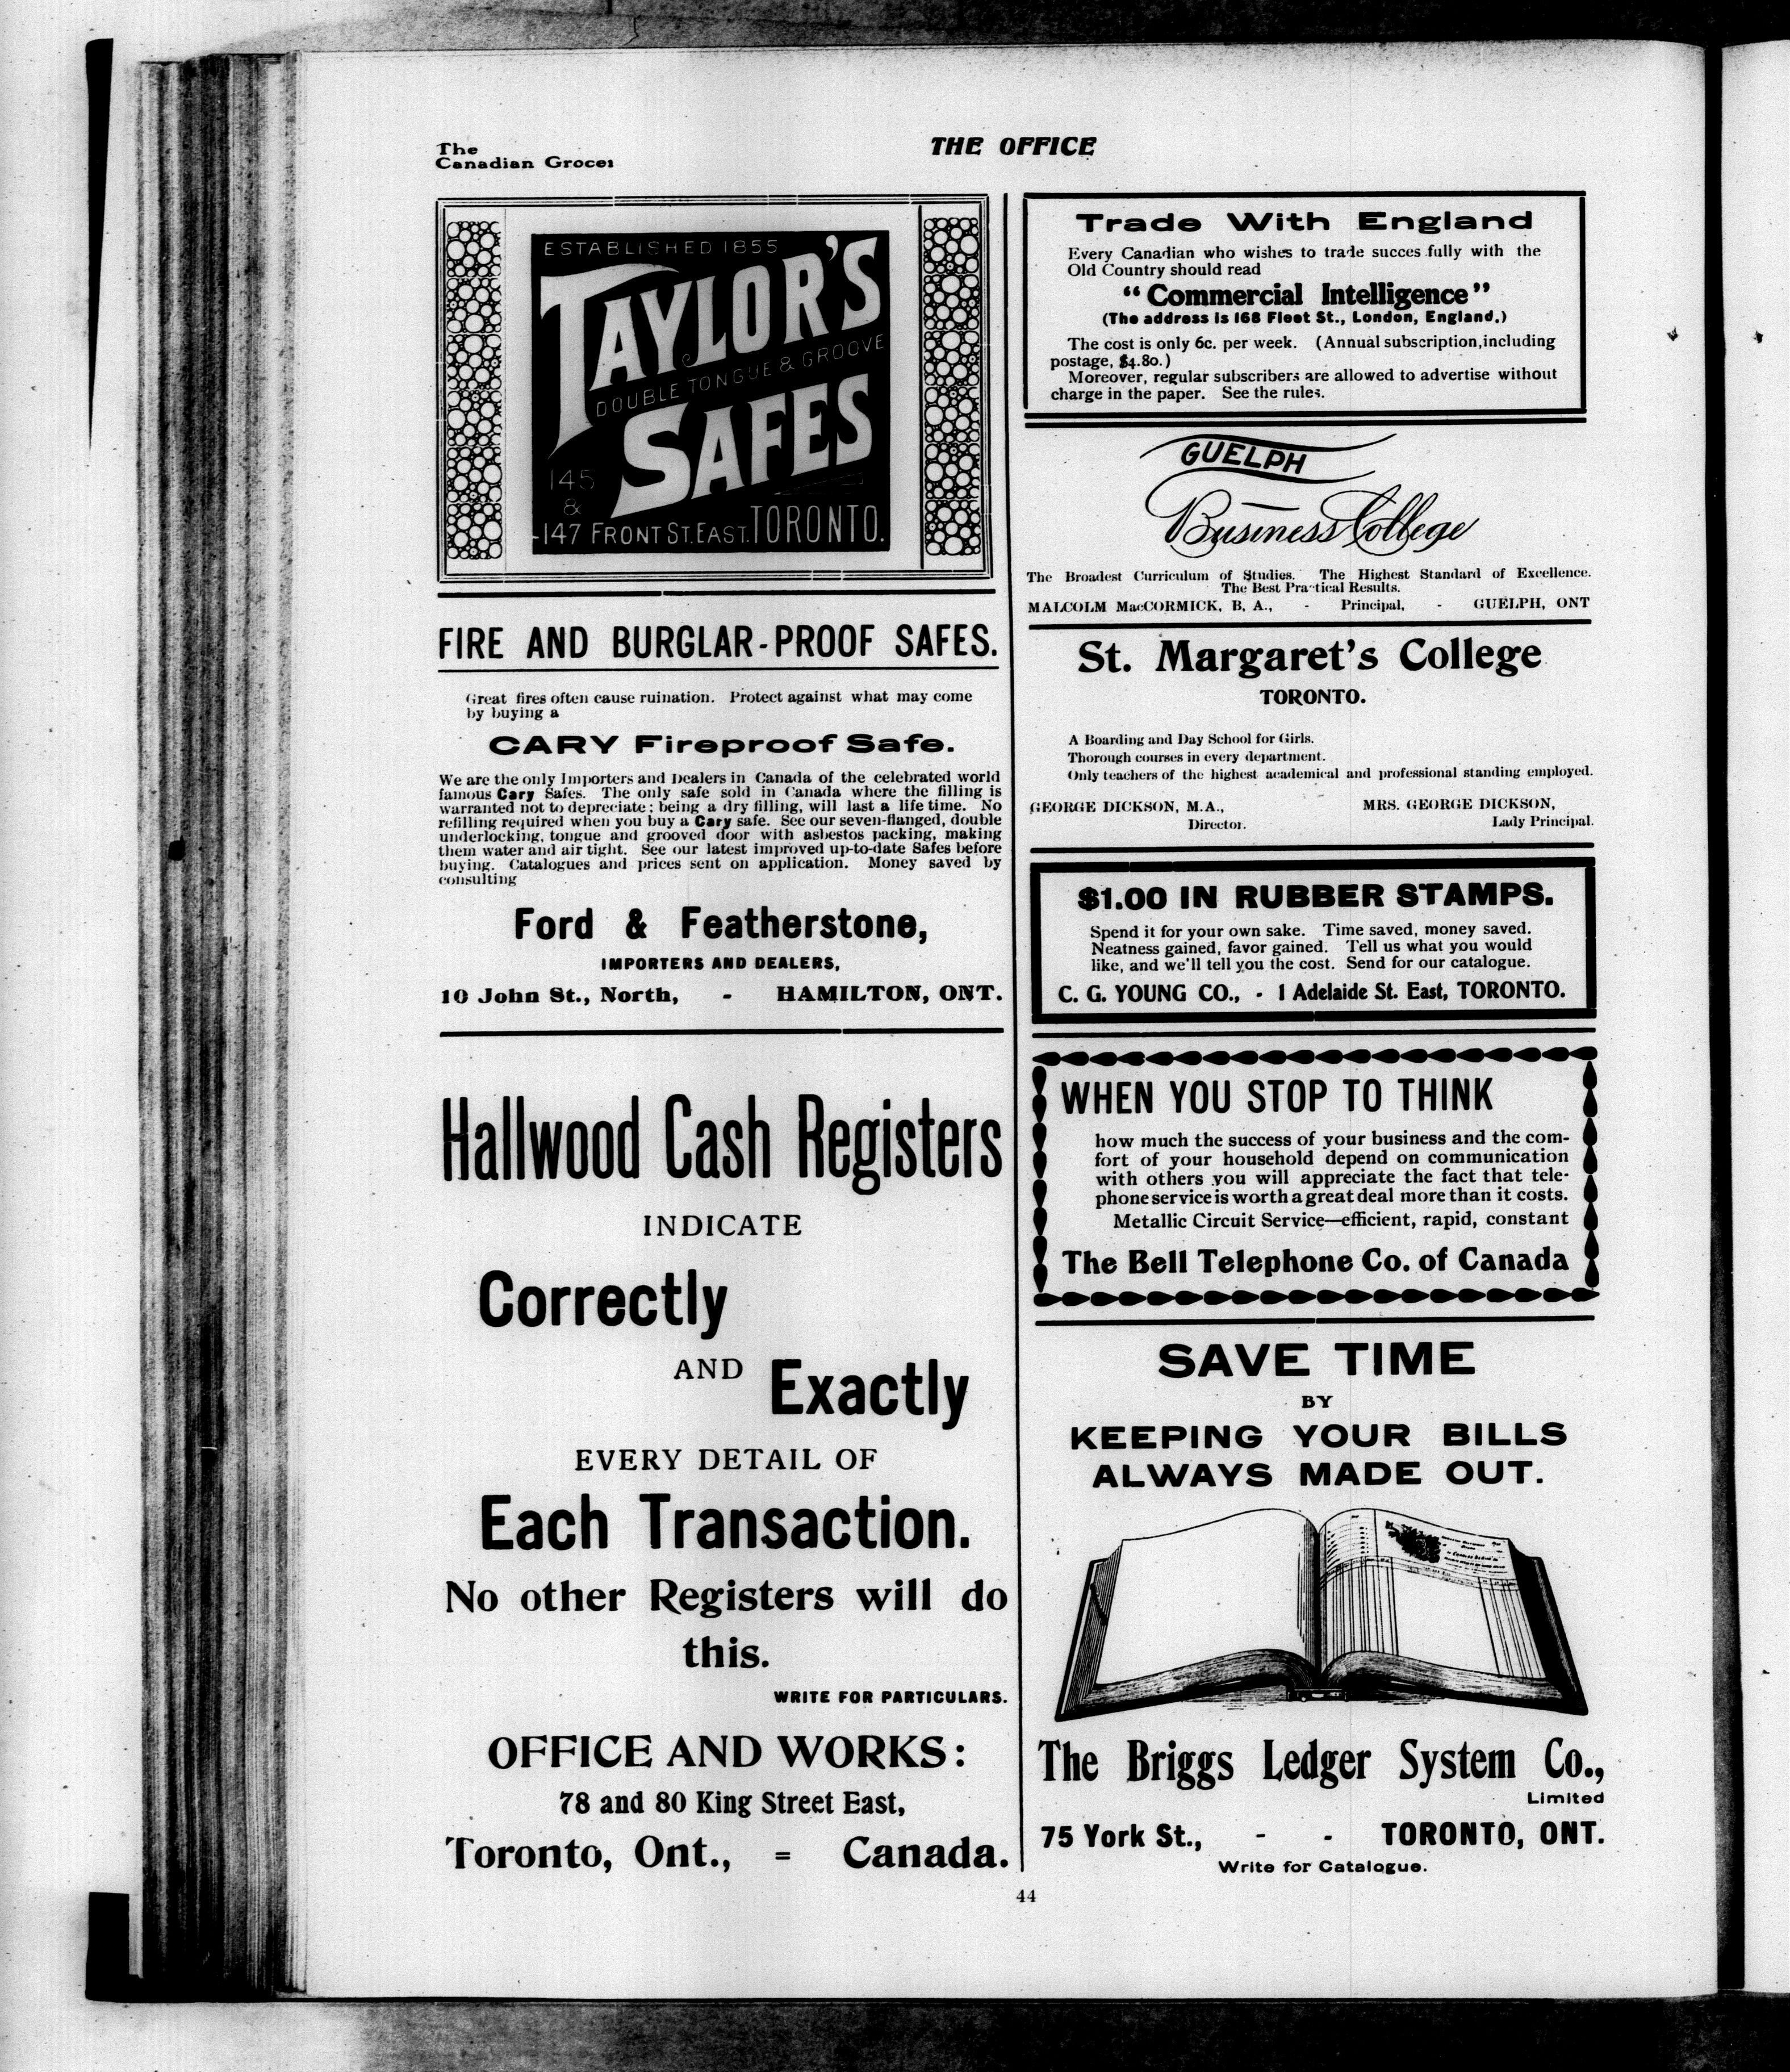 The
Canadian Grocer
THE OFFICE
ESTABLISHED 1855
TAYLOR'S
DOUBLE TONGUE & GROOVE
SAFES
145
&
147 FRONT ST. EAST. TORONTO.
FIRE AND BURGLAR-PROOF SAFES.
Great fires often cause ruination. Protect against what may come
by buying a
CARY Fireproof Safe.
We are the only Importers and Dealers in Canada of the celebrated world
famous Cary Safes. The only safe sold in Canada where the filling is
warranted not to depreciate; being a dry filling, will last a life time. No
refilling required when you buy a Cary safe. See our seven-flanged, double
underlocking, tongue and grooved door with asbestos packing, making
them water and air tight. See our latest improved up-to-date Safes before
buying. Catalogues and prices sent on application. Money saved by
consulting
Ford & Featherstone,
IMPORTERS AND DEALERS,
10 John St., North, - HAMILTON, ONT.
Hallwood Cash Registers
INDICATE
Correctly
AND Exactly
EVERY DETAIL OF
Each Transaction.
No other Registers will do
this.
WRITE FOR PARTICULARS.
OFFICE AND WORKS:
78 and 80 King Street East,
Toronto, Ont., = Canada.
Trade With England
Every Canadian who wishes to trade succes fully with the
Old Country should read
"Commercial Intelligence"
(The address is 168 Fleet St., London, England.)
The cost is only 6c. per week. (Annual subscription, including
postage, $4.80.)
Moreover, regular subscribers are allowed to advertise without
charge in the paper. See the rules.
GUELPH
Business College
The Broadest Curriculum of Studies. The Highest Standard of Excellence.
The Best Practical Results.
MALCOLM MacCORMICK, B, A., - Principal, - GUELPH, ONT
St. Margaret's College
TORONTO.
A Boarding and Day School for Girls.
Thorough courses in every department.
Only teachers of the highest academical and professional standing employed.
GEORGE DICKSON, M.A., MRS. GEORGE DICKSON,
Director. Lady Principal.
$1.00 IN RUBBER STAMPS.
Spend it for your own sake. Time saved, money saved.
Neatness gained, favor gained. Tell us what you would
like, and we'll tell you the cost. Send for our catalogue.
C. G. YOUNG CO., - 1 Adelaide St. East, TORONTO.
WHEN YOU STOP TO THINK
how much the success of your business and the com-
fort of your household depend on communication
with others you will appreciate the fact that tele-
phone service is worth a great deal more than it costs.
Metallic Circuit Service—efficient, rapid, constant
The Bell Telephone Co. of Canada
SAVE TIME
BY
KEEPING YOUR BILLS
ALWAYS MADE OUT.
The Briggs Ledger System Co.,
Limited
75 York St., - - TORONTO, ONT.
Write for Catalogue.
44